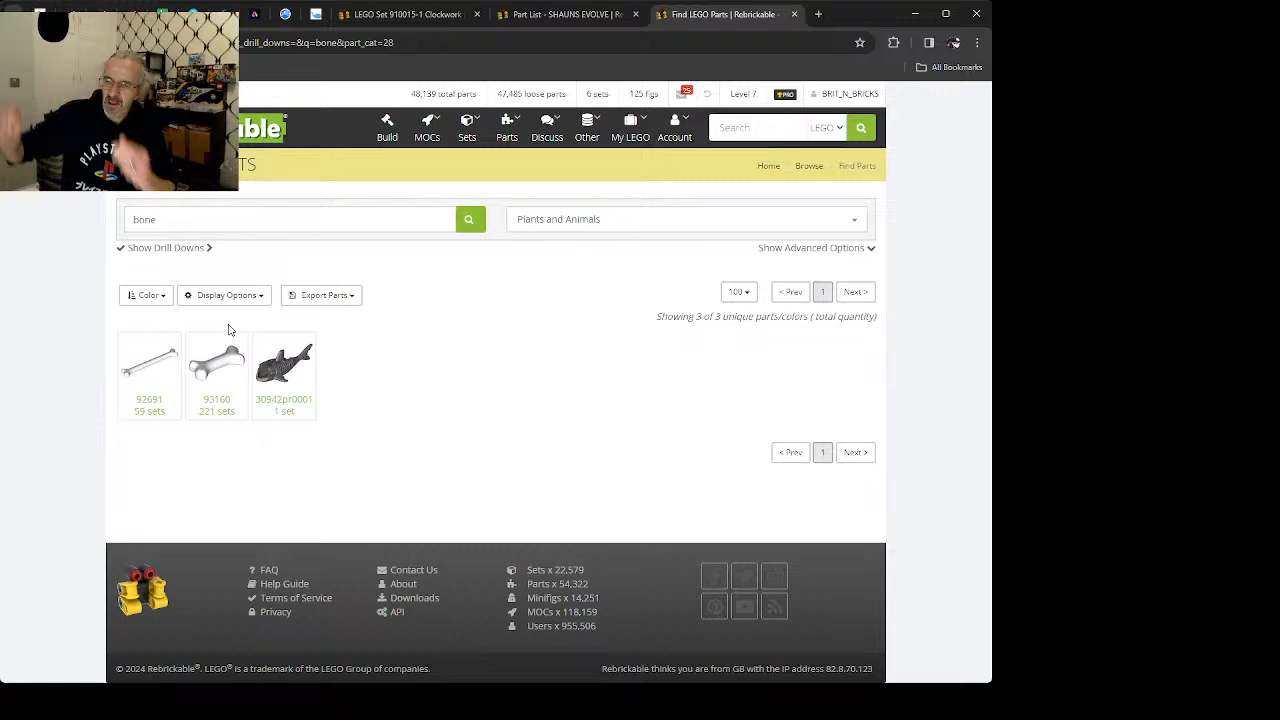 LEGO Set 910015-1 Clockwork
Part List - SHAUNS EVOLVE |
Find LEGO Parts | Rebrickable
_drill_downs=&q=bone&part_cat=28
All Bookmarks
48,139 total parts
47,485 loose parts
6 sets
125 figs
25
Level 7
PRO
BRIT_N_BRICKS
able
Build
MOCs
Sets
Parts
Discuss
Other
My LEGO
Account
Search
LEGO
TS
Home
Browse
Find Parts
PLAYST
bone
Plants and Animals
Show Drill Downs
Show Advanced Options
Color
Display Options
Export Parts
100
< Prev
1
Next >
Showing 3 of 3 unique parts/colors ( total quantity)
92691
59 sets
93160
221 sets
30942pr0001
1 set
< Prev
1
Next >
FAQ
Help Guide
Terms of Service
Privacy
Contact Us
About
Downloads
API
Sets x 22,579
Parts x 54,322
Minifigs x 14,251
MOCs x 118,159
Users x 955,506
© 2024 Rebrickable®. LEGO® is a trademark of the LEGO Group of companies.
Rebrickable thinks you are from GB with the IP address 82.8.70.123